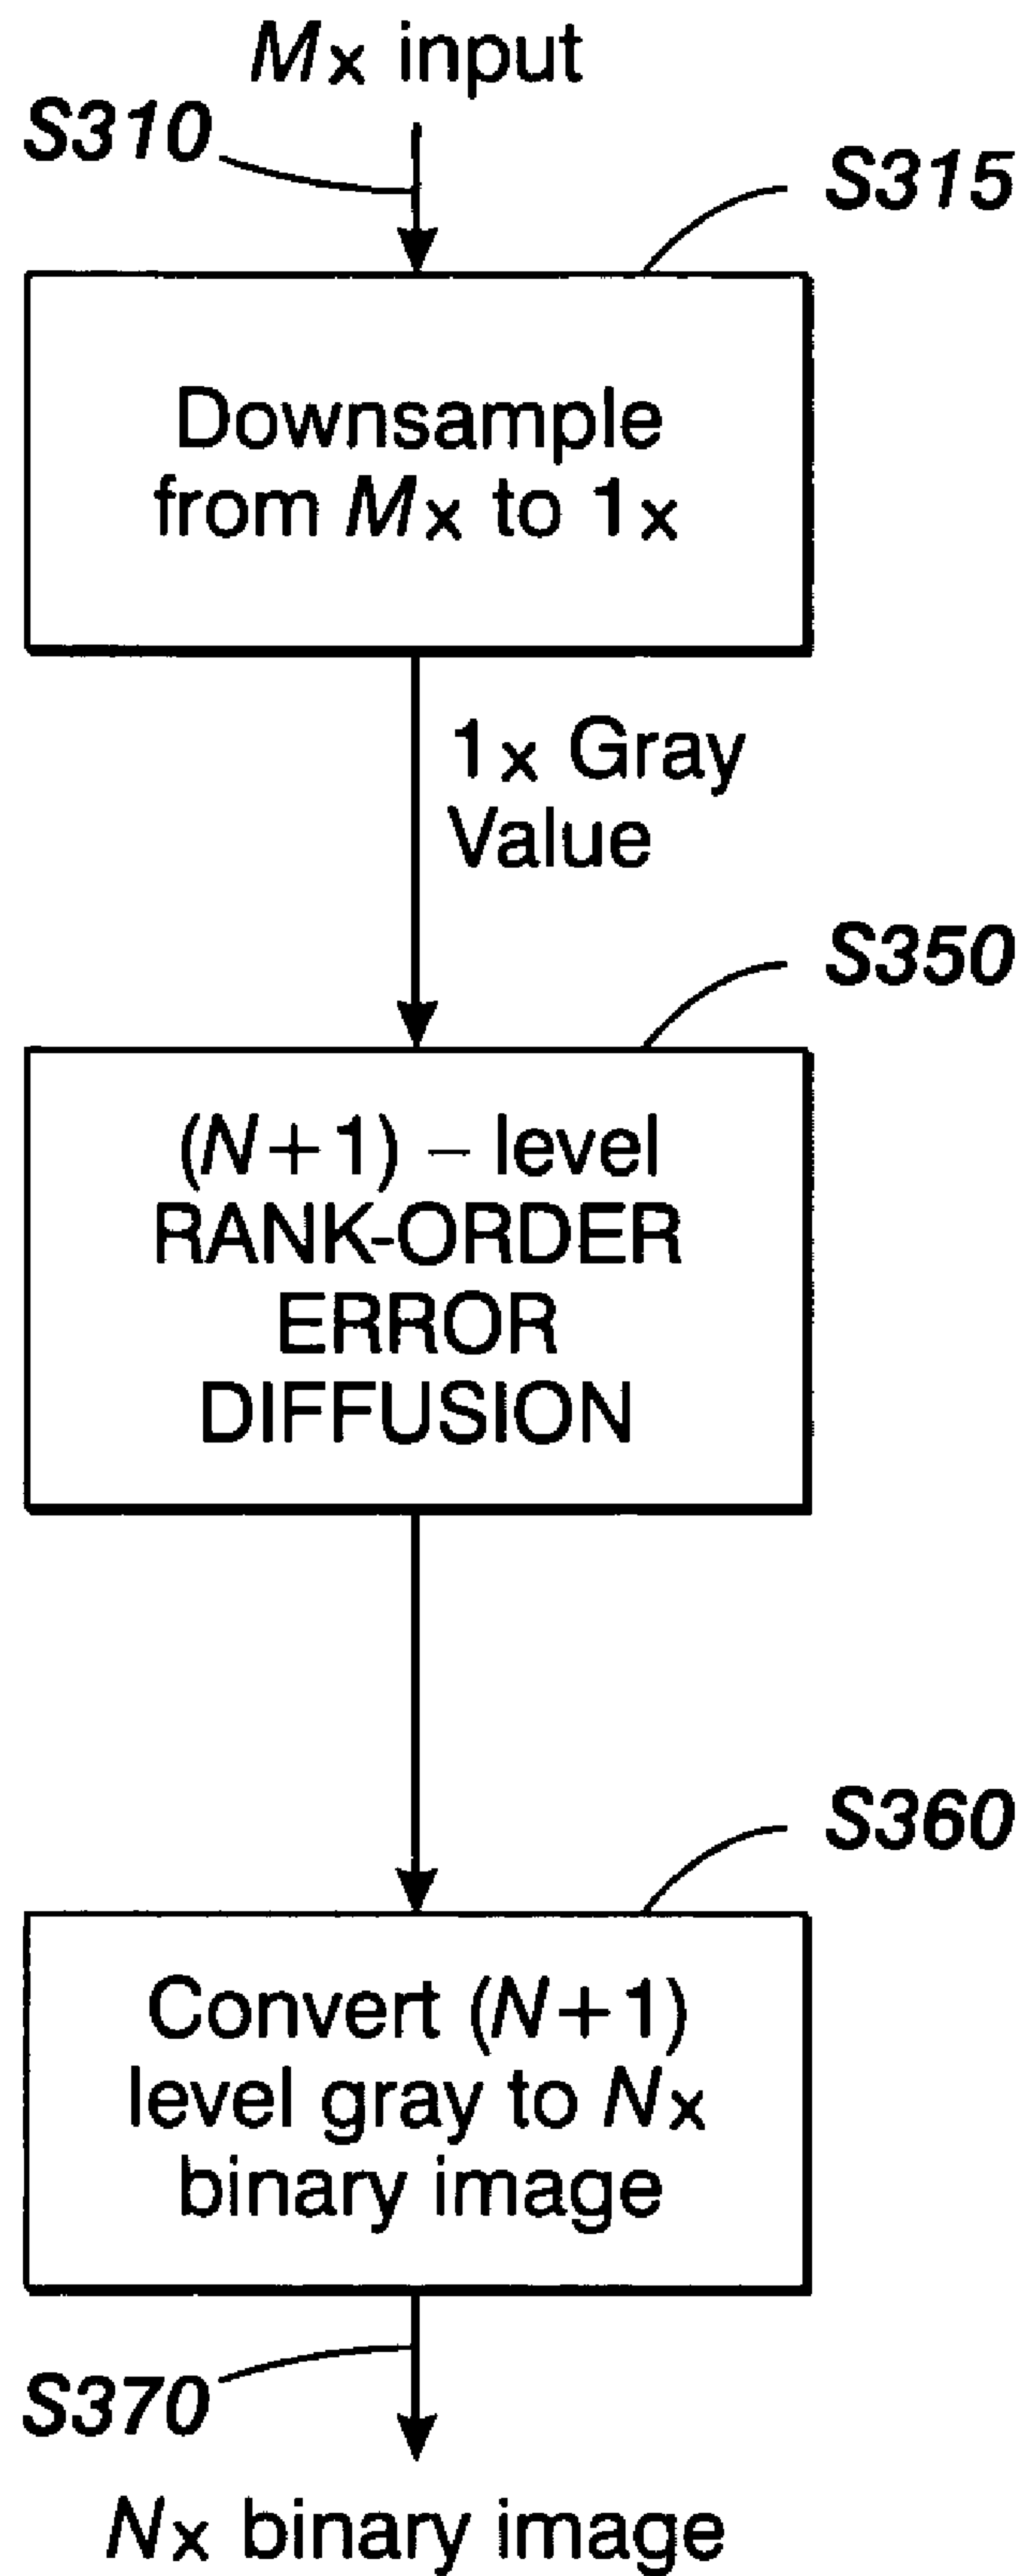 Mx input
S310
S315
Downsample
from Mx to 1x
1x Gray
Value
S350
(N+1) – level
RANK-ORDER
ERROR
DIFFUSION
S360
Convert (N+1)
level gray to Nx
binary image
S370
Nx binary image